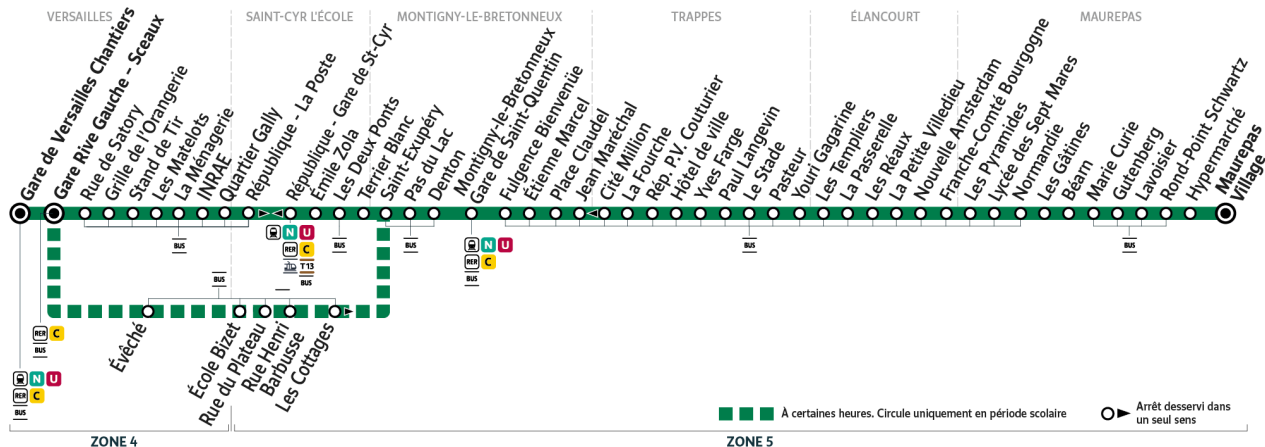 VERSAILLES
SAINT-CYR L'ÉCOLE
MONTIGNY-LE-BRETONNEUX
TRAPPES
ÉLANCOURT
MAUREPAS
Gare de Versailles Chantiers
Gare Rive Gauche - Sceaux
Rue de Satory
Grille de l'Orangerie
Stand de Tir
Les Matelots
La Ménagerie
INRAE
Quartier Gally
République - La Poste
République - Gare de St-Cyr
Émile Zola
Les Deux Ponts
Terrier Blanc
Saint-Exupéry
Pas du Lac
Denton
Montigny-le-Bretonneux
Gare de Saint-Quentin
Fulgence Bienvenüe
Étienne Marcel
Place Claudel
Jean Maréchal
Cité Million
La Fourche
Rep. P.V. Couturier
Hôtel de ville
Yves Farge
Paul Langevin
Le Stade
Pasteur
Youri Gagarine
Les Templiers
La Passerelle
Les Réaux
La Petite Villedieu
Nouvelle Amsterdam
Franche-Comté Bourgogne
Les Pyramides
Lycée des Sept Mares
Normandie
Les Gâtines
Béarn
Marie Curie
Gutenberg
Lavoisier
Rond-Point Schwartz
Hypermarché
Maurepas
Village
BUS
N U
RER C
T13
BUS
BUS
BUS
N U
RER C
BUS
BUS
BUS
BUS
Évêché
École Bizet
Rue du Plateau
Rue Henri
Barbusse
Les Cottages
RER C
BUS
N U
RER C
BUS
À certaines heures. Circule uniquement en période scolaire
Arrêt desservi dans
un seul sens
ZONE 4
ZONE 5